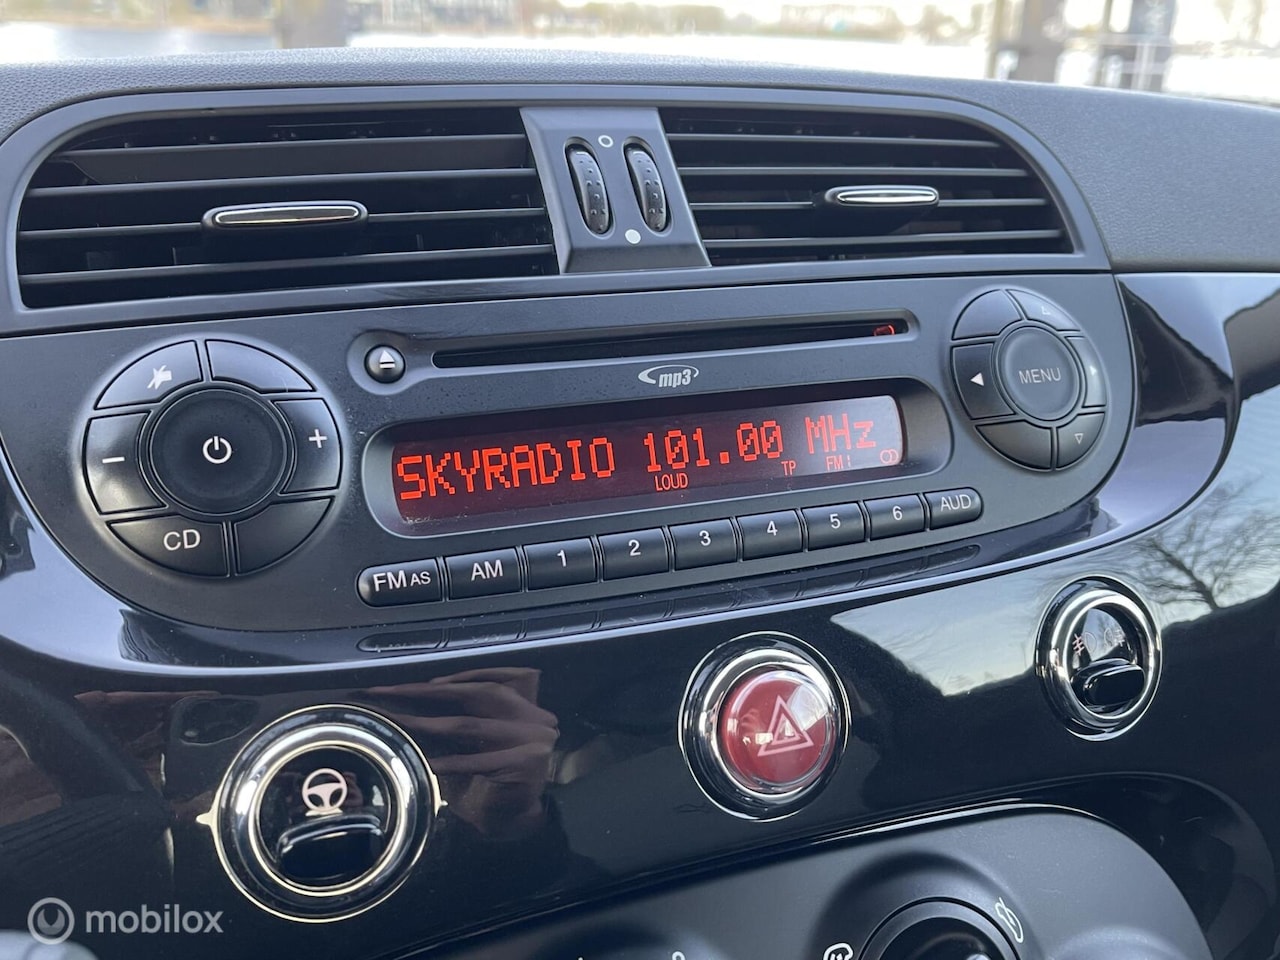 mp3
MENU
SKYRADIO 101.00 MHz
LOUD TP FM1
CD
FM AS AM 1 2 3 4 5 6 AUD
mobilox